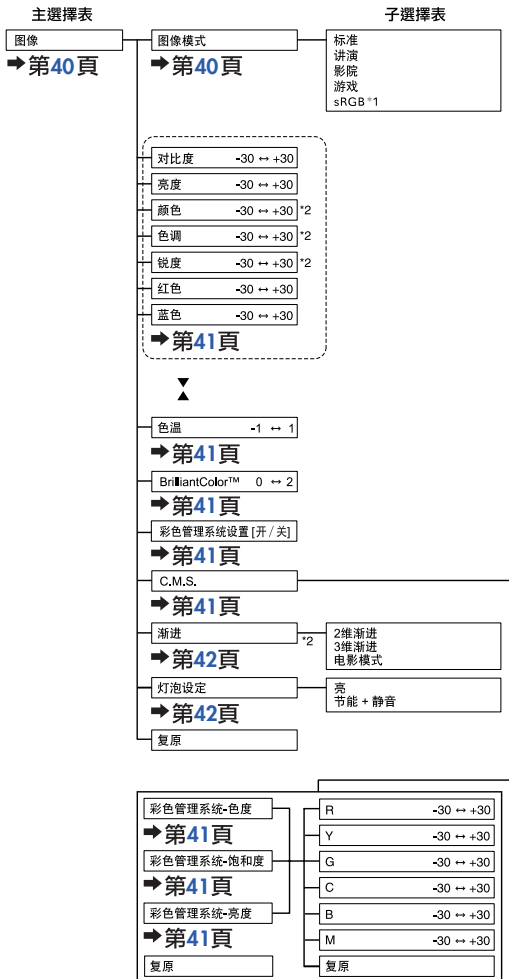 主選擇表
子選擇表
图像
➡第40頁
图像模式
➡第40頁
标准
讲演
影院
游戏
sRGB *1
对比度 -30 ↔ +30
亮度 -30 ↔ +30
颜色 -30 ↔ +30 *2
色调 -30 ↔ +30 *2
锐度 -30 ↔ +30 *2
红色 -30 ↔ +30
蓝色 -30 ↔ +30
➡第41頁
色温 -1 ↔ 1
➡第41頁
BrilliantColor™ 0 ↔ 2
➡第41頁
彩色管理系统设置 [开 / 关]
➡第41頁
C.M.S.
➡第41頁
渐进 *2
➡第42頁
2维渐进
3维渐进
电影模式
灯泡设定
➡第42頁
亮
节能 + 静音
复原
彩色管理系统-色度
➡第41頁
彩色管理系统-饱和度
➡第41頁
彩色管理系统-亮度
➡第41頁
复原
R -30 ↔ +30
Y -30 ↔ +30
G -30 ↔ +30
C -30 ↔ +30
B -30 ↔ +30
M -30 ↔ +30
复原